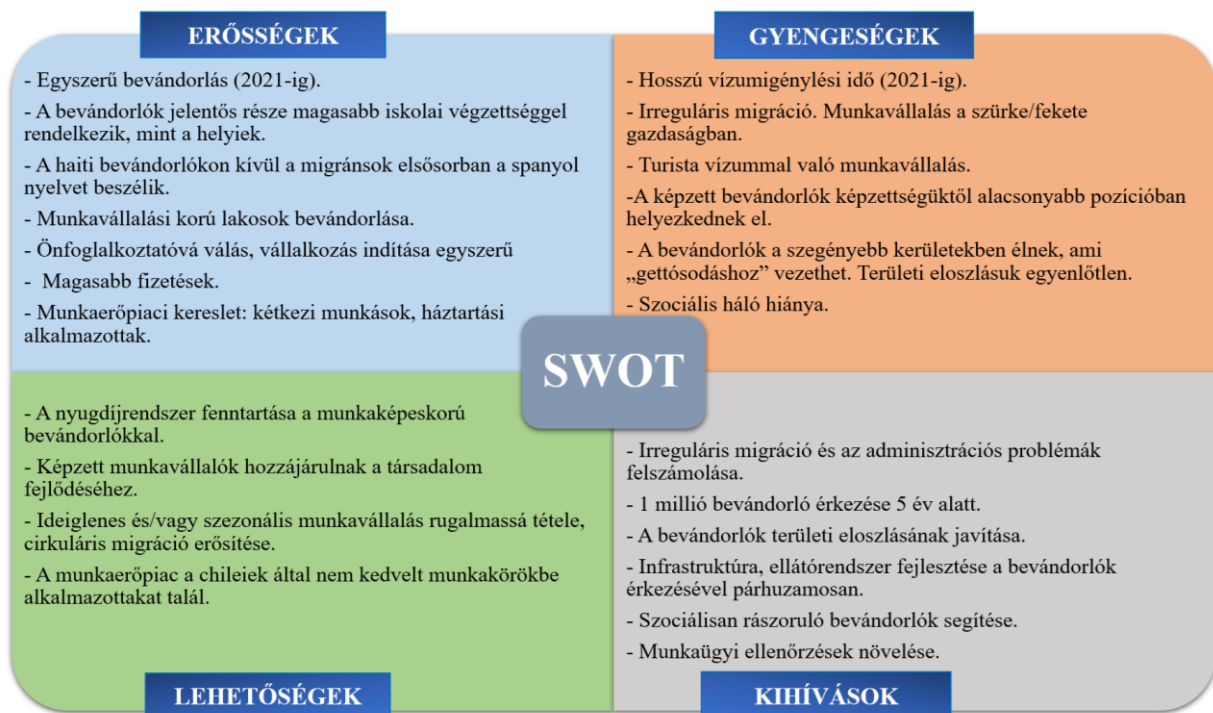 ERŐSSÉGEK
- Egyszerű bevándorlás (2021-ig).
- A bevándorlók jelentős része magasabb iskolai végzettséggel
rendelkezik, mint a helyiek.
- A haiti bevándorlókon kívül a migránsok elsősorban a spanyol
nyelvet beszélik.
- Munkavállalási korú lakosok bevándorlása.
- Önfoglalkoztatóvá válás, vállalkozás indítása egyszerű
- Magasabb fizetések.
- Munkaerőpiaci kereslet: kétkezi munkások, háztartási
alkalmazottak.
GYENGESÉGEK
- Hosszú vízumigénylési idő (2021-ig).
- Irreguláris migráció. Munkavállalás a szürke/fekete
gazdaságban.
- Turista vízummal való munkavállalás.
-A képzett bevándorlók képzettségüktől alacsonyabb pozícióban
helyezkednek el.
- A bevándorlók a szegényebb kerületekben élnek, ami
„gettósodáshoz” vezethet. Területi eloszlásuk egyenlőtlen.
- Szociális háló hiánya.
SWOT
- A nyugdíjrendszer fenntartása a munkaképeskorú
bevándorlókkal.
- Képzett munkavállalók hozzájárulnak a társadalom
fejlődéséhez.
- Ideiglenes és/vagy szezonális munkavállalás rugalmassá tétele,
cirkuláris migráció erősítése.
- A munkaerőpiac a chileiek által nem kedvelt munkakörökbe
alkalmazottakat talál.
LEHETŐSÉGEK
- Irreguláris migráció és az adminisztrációs problémák
felszámolása.
- 1 millió bevándorló érkezése 5 év alatt.
- A bevándorlók területi eloszlásának javítása.
- Infrastruktúra, ellátórendszer fejlesztése a bevándorlók
érkezésével párhuzamosan.
- Szociálisan rászoruló bevándorlók segítése.
- Munkaügyi ellenőrzések növelése.
KIHÍVÁSOK